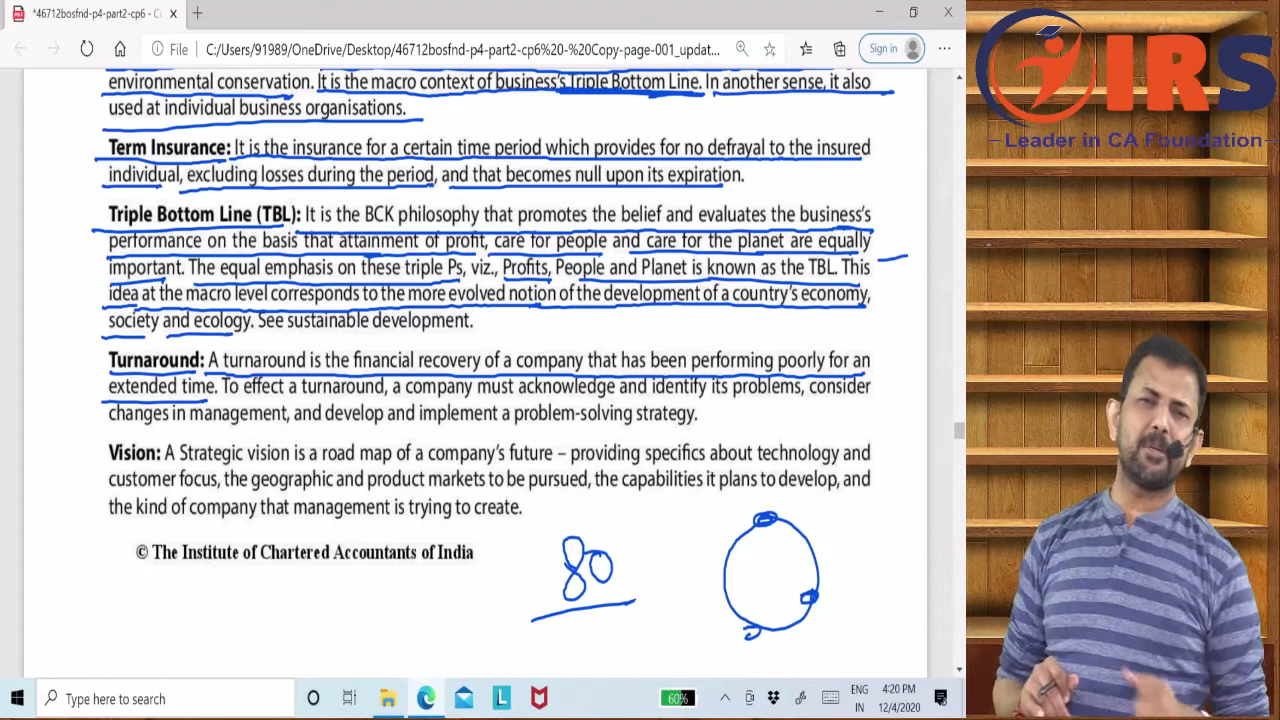 *46712bosfnd-p4-part2-cp6 - C
File
C:/Users/91989/OneDrive/Desktop/46712bosfnd-p4-part2-cp6%20-%20Copy-page-001_updat...
Sign in
environmental conservation. It is the macro context of business's Triple Bottom Line. In another sense, it also
used at individual business organisations.
Term Insurance: It is the insurance for a certain time period which provides for no defrayal to the insured
individual, excluding losses during the period, and that becomes null upon its expiration.
Triple Bottom Line (TBL): It is the BCK philosophy that promotes the belief and evaluates the business's
performance on the basis that attainment of profit, care for people and care for the planet are equally
important. The equal emphasis on these triple Ps, viz., Profits, People and Planet is known as the TBL. This
idea at the macro level corresponds to the more evolved notion of the development of a country's economy,
society and ecology. See sustainable development.
Turnaround: A turnaround is the financial recovery of a company that has been performing poorly for an
extended time. To effect a turnaround, a company must acknowledge and identify its problems, consider
changes in management, and develop and implement a problem-solving strategy.
Vision: A Strategic vision is a road map of a company's future – providing specifics about technology and
customer focus, the geographic and product markets to be pursued, the capabilities it plans to develop, and
the kind of company that management is trying to create.
© The Institute of Chartered Accountants of India
80
IRS
Leader in CA Foundation
Type here to search
60%
ENG
IN
4:20 PM
12/4/2020